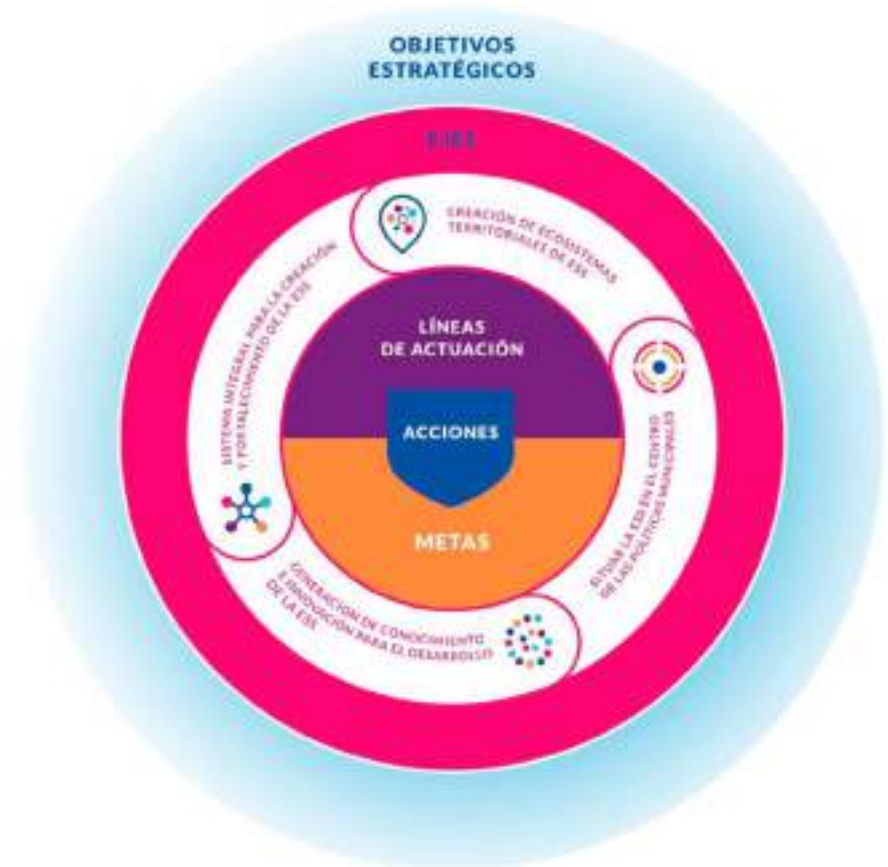 OBJETIVOS
ESTRATÉGICOS
EJES
CREACIÓN DE ECOSISTEMAS
TERRITORIALES DE ESS
SITUAR LA ESS EN EL CENTRO
DE LAS POLÍTICAS MUNICIPALES
GENERACIÓN DE CONOCIMIENTO
E INNOVACIÓN PARA EL DESARROLLO
DE LA ESS
SISTEMA INTEGRAL PARA LA CREACIÓN
Y FORTALECIMIENTO DE LA ESS
LÍNEAS
DE ACTUACIÓN
ACCIONES
METAS